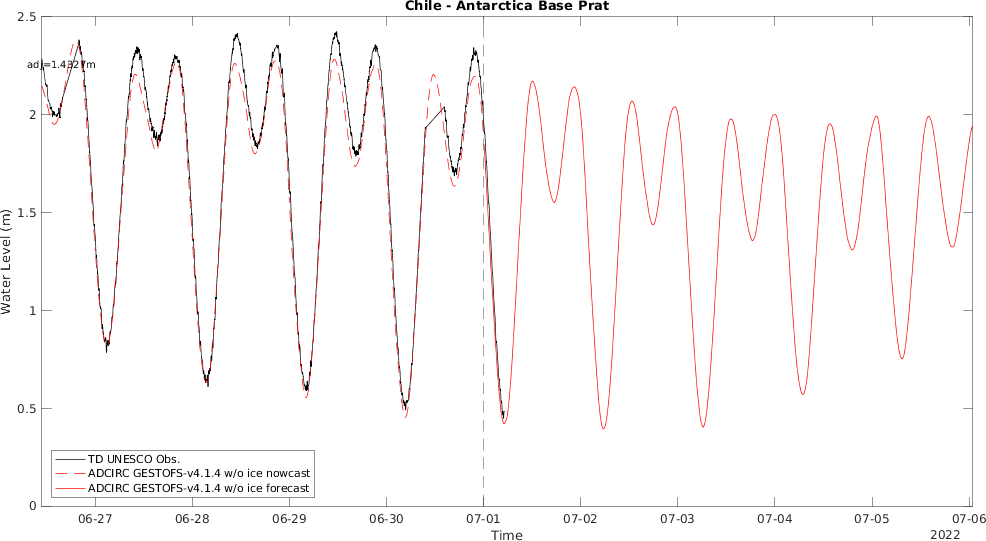 Chile - Antarctica Base Prat
2.5
adj=1.4327m
2
1.5
1
0.5
0
Water Level (m)
TD UNESCO Obs.
ADCIRC GESTOFS-v4.1.4 w/o ice nowcast
ADCIRC GESTOFS-v4.1.4 w/o ice forecast
06-27 06-28 06-29 06-30 07-01 07-02 07-03 07-04 07-05 07-06
Time
2022